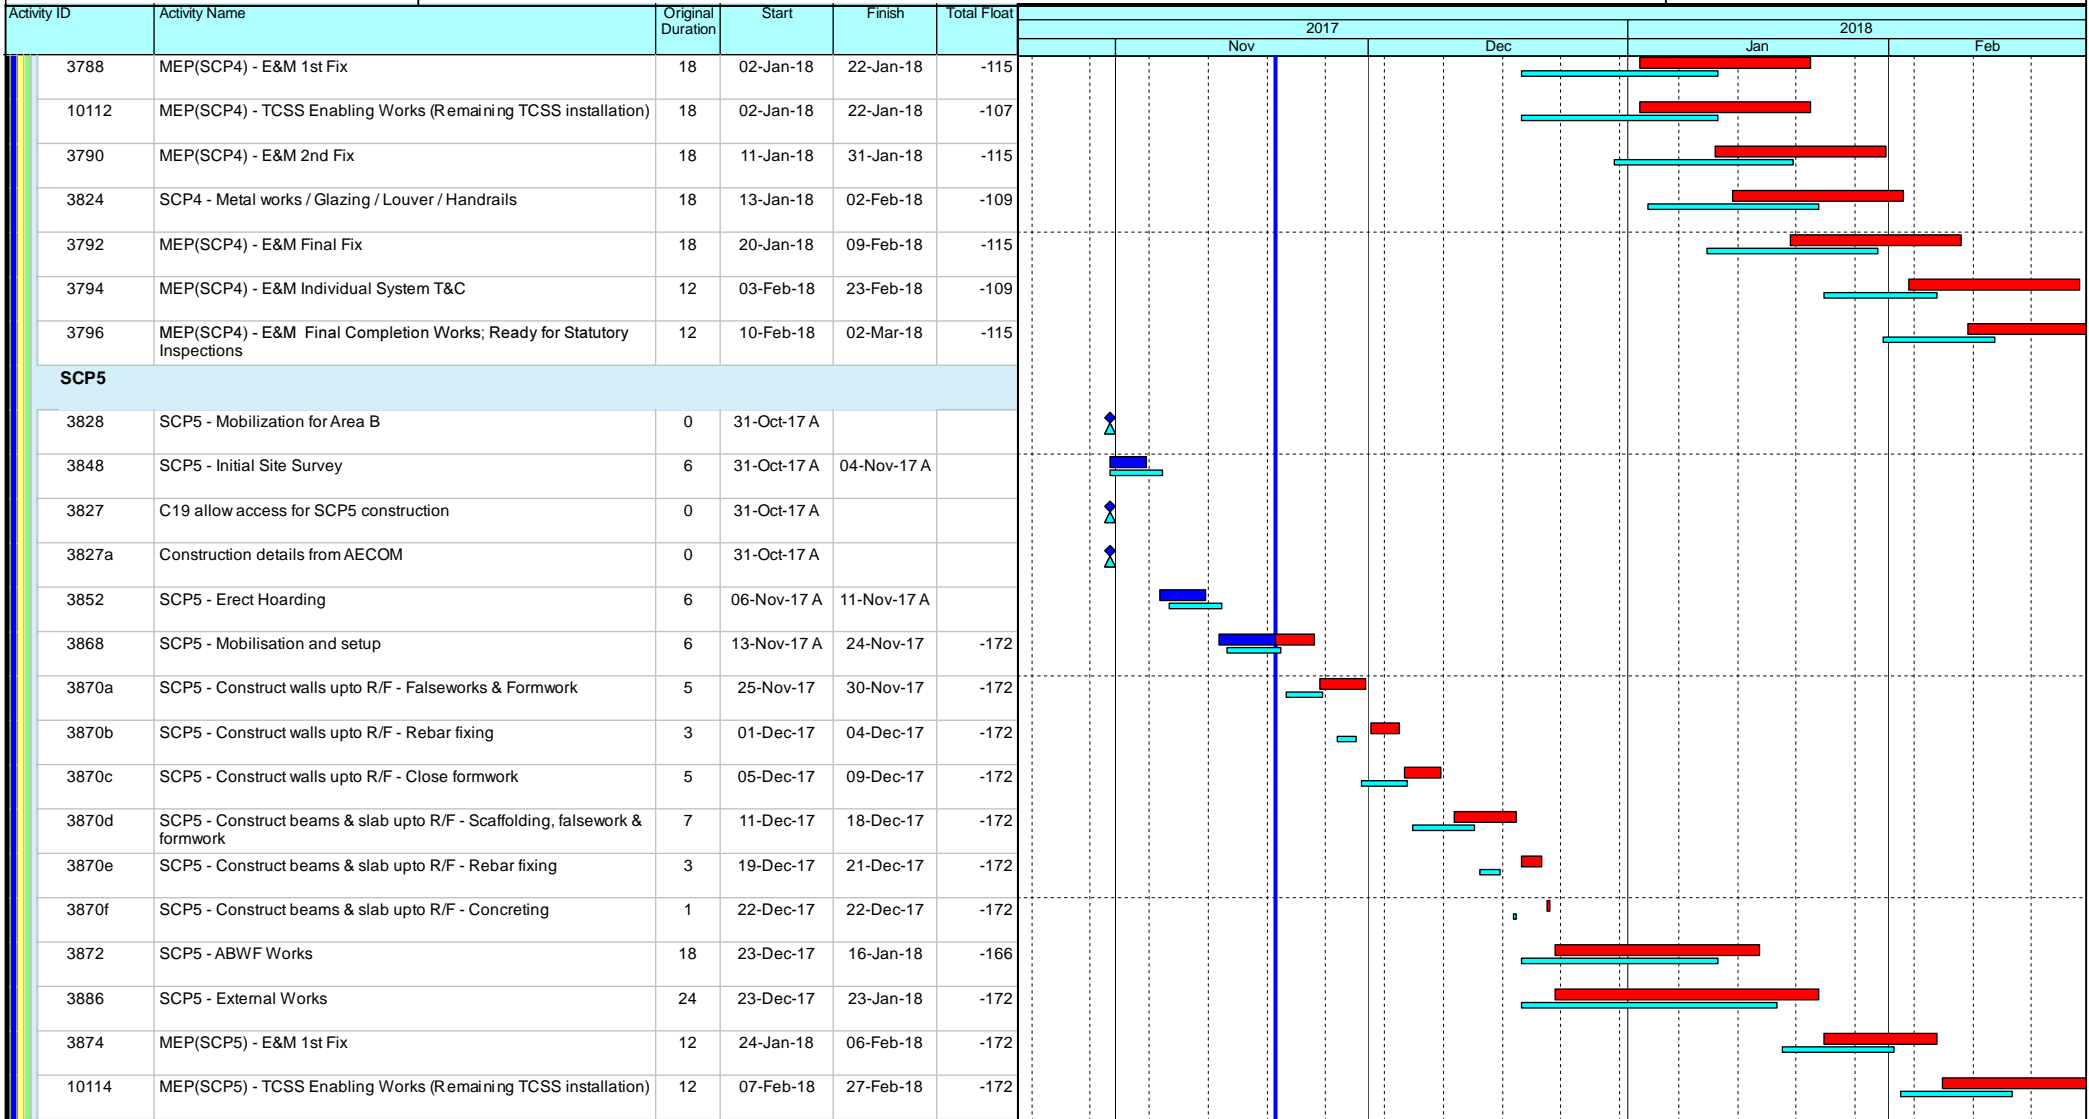 Activity ID Activity Name Original Duration Start Finish Total Float
2017 2018
Nov Dec Jan Feb
3788 MEP(SCP4) - E&M 1st Fix 18 02-Jan-18 22-Jan-18 -115
10112 MEP(SCP4) - TCSS Enabling Works (Remaining TCSS installation) 18 02-Jan-18 22-Jan-18 -107
3790 MEP(SCP4) - E&M 2nd Fix 18 11-Jan-18 31-Jan-18 -115
3824 SCP4 - Metal works / Glazing / Louver / Handrails 18 13-Jan-18 02-Feb-18 -109
3792 MEP(SCP4) - E&M Final Fix 18 20-Jan-18 09-Feb-18 -115
3794 MEP(SCP4) - E&M Individual System T&C 12 03-Feb-18 23-Feb-18 -109
3796 MEP(SCP4) - E&M Final Completion Works; Ready for Statutory 12 10-Feb-18 02-Mar-18 -115
Inspections
SCP5
3828 SCP5 - Mobilization for Area B 0 31-Oct-17 A
3848 SCP5 - Initial Site Survey 6 31-Oct-17 A 04-Nov-17 A
3827 C19 allow access for SCP5 construction 0 31-Oct-17 A
3827a Construction details from AECOM 0 31-Oct-17 A
3852 SCP5 - Erect Hoarding 6 06-Nov-17 A 11-Nov-17 A
3868 SCP5 - Mobilisation and setup 6 13-Nov-17 A 24-Nov-17 -172
3870a SCP5 - Construct walls upto R/F - Falseworks & Formwork 5 25-Nov-17 30-Nov-17 -172
3870b SCP5 - Construct walls upto R/F - Rebar fixing 3 01-Dec-17 04-Dec-17 -172
3870c SCP5 - Construct walls upto R/F - Close formwork 5 05-Dec-17 09-Dec-17 -172
3870d SCP5 - Construct beams & slab upto R/F - Scaffolding, falsework & 7 11-Dec-17 18-Dec-17 -172
formwork
3870e SCP5 - Construct beams & slab upto R/F - Rebar fixing 3 19-Dec-17 21-Dec-17 -172
3870f SCP5 - Construct beams & slab upto R/F - Concreting 1 22-Dec-17 22-Dec-17 -172
3872 SCP5 - ABWF Works 18 23-Dec-17 16-Jan-18 -166
3886 SCP5 - External Works 24 23-Dec-17 23-Jan-18 -172
3874 MEP(SCP5) - E&M 1st Fix 12 24-Jan-18 06-Feb-18 -172
10114 MEP(SCP5) - TCSS Enabling Works (Remaining TCSS installation) 12 07-Feb-18 27-Feb-18 -172